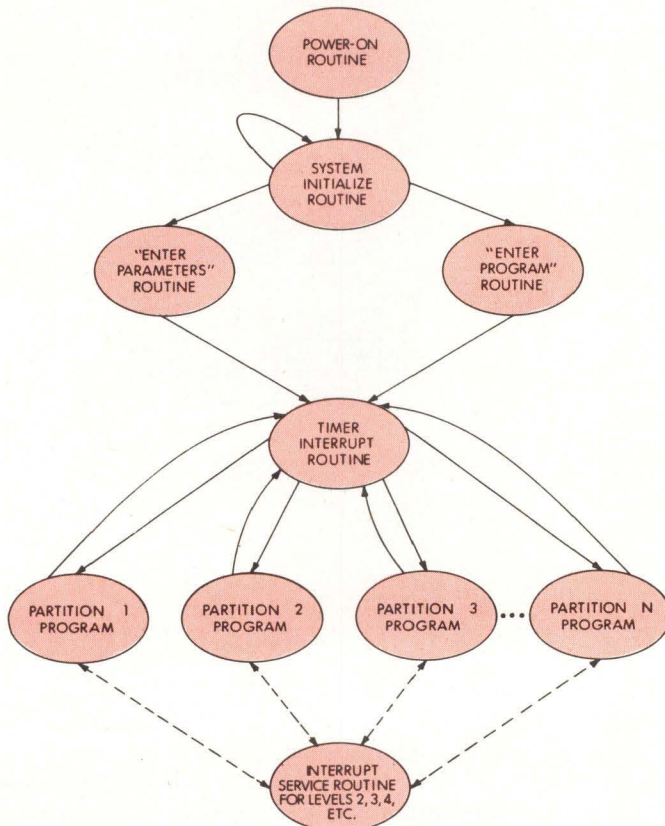 POWER-ON
ROUTINE
SYSTEM
INITIALIZE
ROUTINE
"ENTER
PARAMETERS"
ROUTINE
"ENTER
PROGRAM"
ROUTINE
TIMER
INTERRUPT
ROUTINE
PARTITION 1
PROGRAM
PARTITION 2
PROGRAM
PARTITION 3
PROGRAM
PARTITION N
PROGRAM
INTERRUPT
SERVICE ROUTINE
FOR LEVELS 2, 3, 4,
ETC.